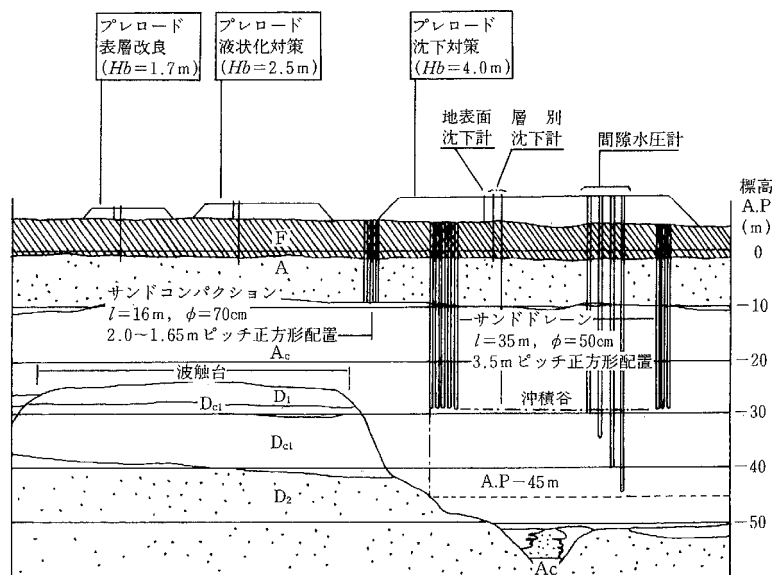 プレロード
表層改良
(Hb=1.7m)
プレロード
液状化対策
(Hb=2.5m)
プレロード
沈下対策
(Hb=4.0m)
地表面
沈下計
層別
沈下計
間隙水圧計
標高
A.P
(m)
F
0
A
サンドコンパクション
l=16m, φ=70cm
2.0~1.65mピッチ正方形配置
-10
サンドドレーン
l=35m, φ=50cm
3.5mピッチ正方形配置
Ac
-20
波触台
D1
Dc1
沖積谷
-30
Dc1
-40
D2
A.P-45m
-50
Ac